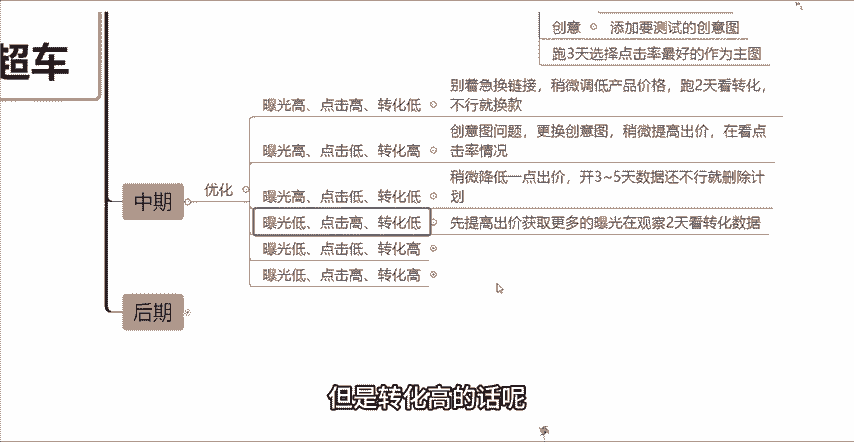 创意
添加要测试的创意图
超车
跑3天选择点击率最好的作为主图
别着急换链接，稍微调低产品价格，跑2天看转化，
不行就换款
曝光高、点击高、转化低
创意图问题，更换创意图，稍微提高出价，在看点
击率情况
曝光高、点击低、转化高
中期
优化
稍微降低一点出价，开3~5天数据还不行就删除计
划
曝光高、点击低、转化低
曝光低、点击高、转化低
先提高出价获取更多的曝光在观察2天看转化数据
曝光低、点击低、转化高
曝光低、点击高、转化高
后期
但是转化高的话呢